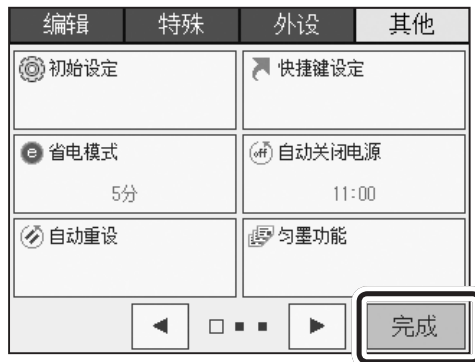 编辑 特殊 外设 其他
初始设定 快捷键设定
省电模式 自动关闭电源
5分 11:00
自动重设 匀墨功能
完成